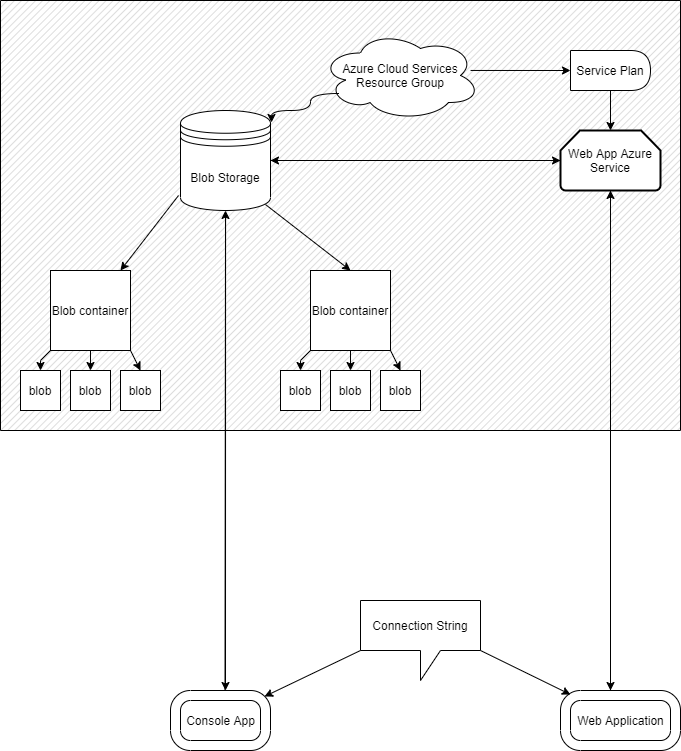 Azure Cloud Services
Resource Group
Service Plan
Web App Azure
Service
Blob Storage
Blob container
Blob container
blob
blob
blob
blob
blob
blob
Connection String
Console App
Web Application